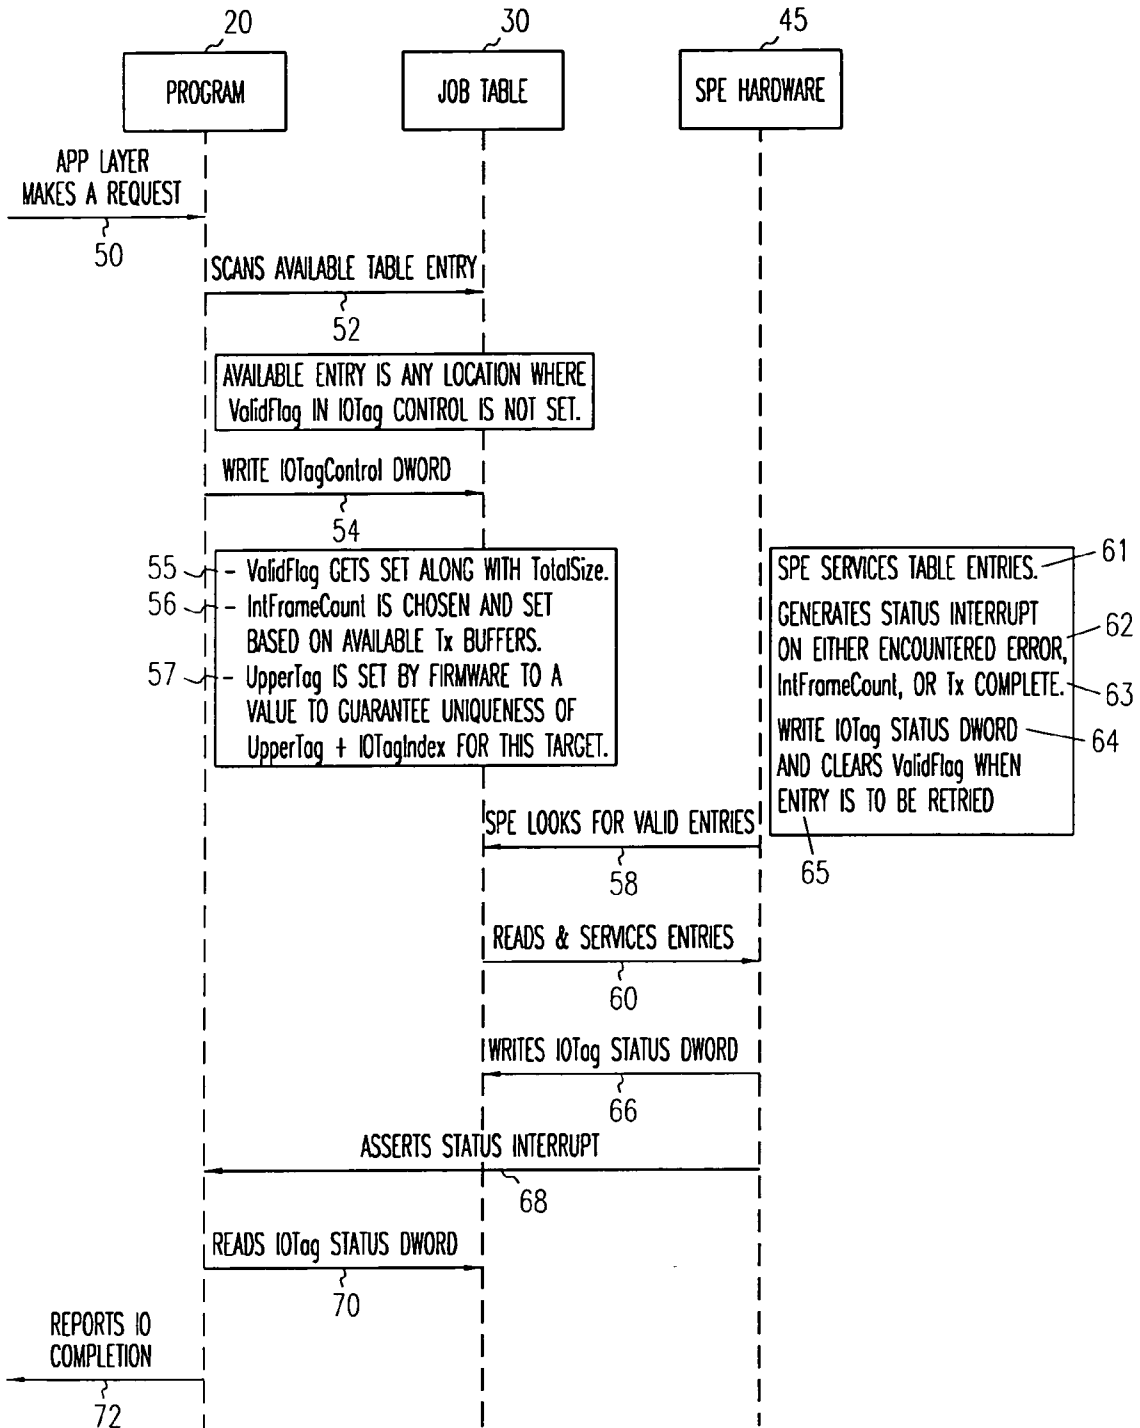 20
30
45
PROGRAM
JOB TABLE
SPE HARDWARE
APP LAYER
MAKES A REQUEST
50
SCANS AVAILABLE TABLE ENTRY
52
AVAILABLE ENTRY IS ANY LOCATION WHERE
ValidFlag IN IOTag CONTROL IS NOT SET.
WRITE IOTagControl DWORD
54
55 - ValidFlag GETS SET ALONG WITH TotalSize.
56 - IntFrameCount IS CHOSEN AND SET
BASED ON AVAILABLE Tx BUFFERS.
57 - UpperTag IS SET BY FIRMWARE TO A
VALUE TO GUARANTEE UNIQUENESS OF
UpperTag + IOTagIndex FOR THIS TARGET.
SPE SERVICES TABLE ENTRIES. 61
GENERATES STATUS INTERRUPT
ON EITHER ENCOUNTERED ERROR, 62
IntFrameCount, OR Tx COMPLETE. 63
WRITE IOTag STATUS DWORD 64
AND CLEARS ValidFlag WHEN
ENTRY IS TO BE RETRIED
65
SPE LOOKS FOR VALID ENTRIES
58
READS & SERVICES ENTRIES
60
WRITES IOTag STATUS DWORD
66
ASSERTS STATUS INTERRUPT
68
READS IOTag STATUS DWORD
70
REPORTS IO
COMPLETION
72